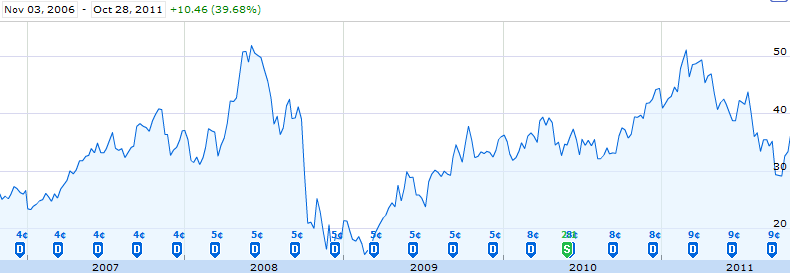 Nov 03, 2006 - Oct 28, 2011 +10.46 (39.68%)
50
40
30
20
4¢ 4¢ 4¢ 4¢ 4¢ 5¢ 5¢ 5¢ 5¢ 5¢ 5¢ 5¢ 5¢ 8¢ 8¢ 8¢ 9¢ 9¢ 9¢
D D D D D D D D D D D D D D S D D D D D
2007 2008 2009 2010 2011